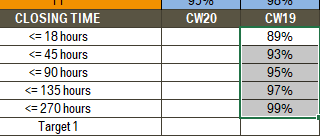 CLOSING TIME CW20 CW19
<= 18 hours 89%
<= 45 hours 93%
<= 90 hours 95%
<= 135 hours 97%
<= 270 hours 99%
Target 1